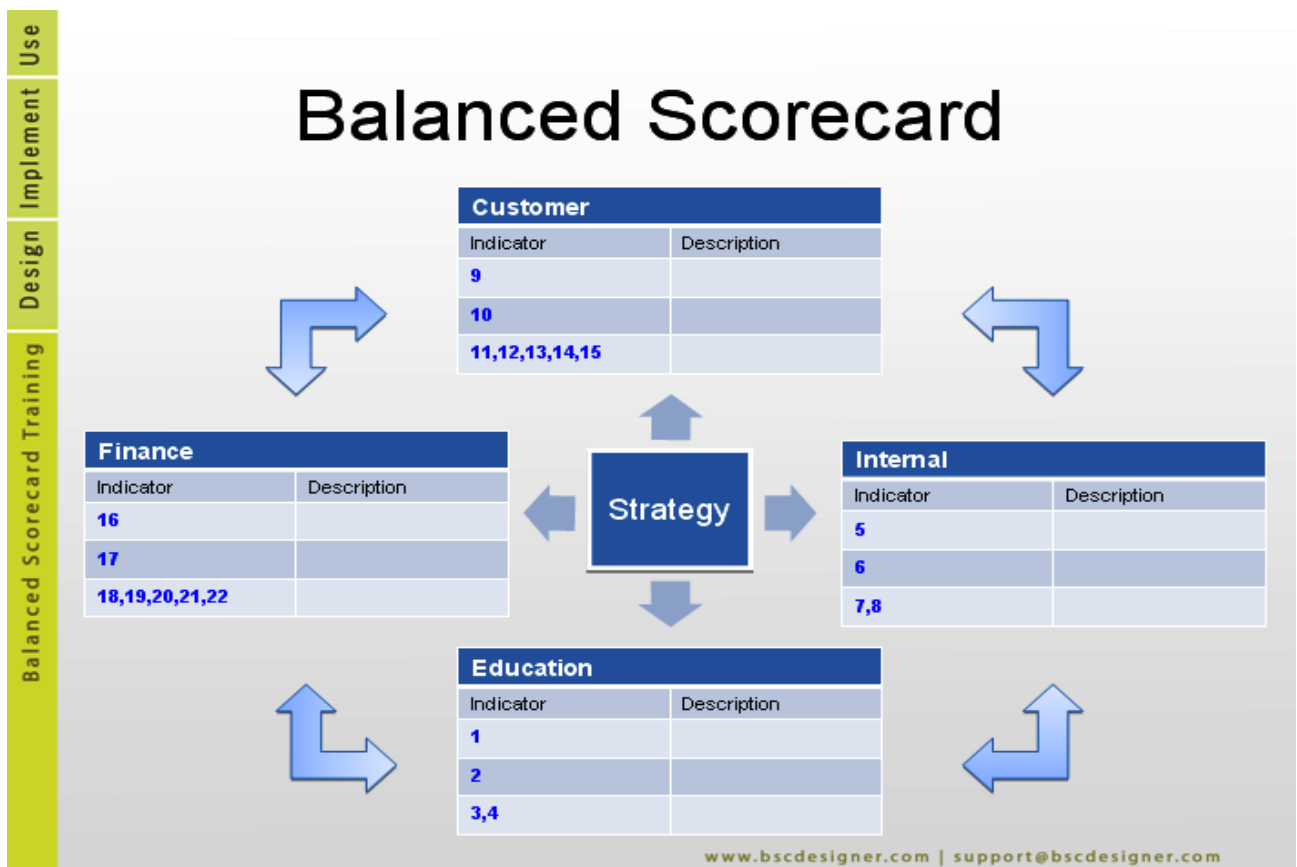 Balanced Scorecard
Customer
Indicator Description
9
10
11,12,13,14,15
Finance
Indicator Description
16
17
18,19,20,21,22
Strategy
Internal
Indicator Description
5
6
7,8
Education
Indicator Description
1
2
3,4
Balanced Scorecard Training Design Implement Use
www.bscdesigner.com | support@bscdesigner.com